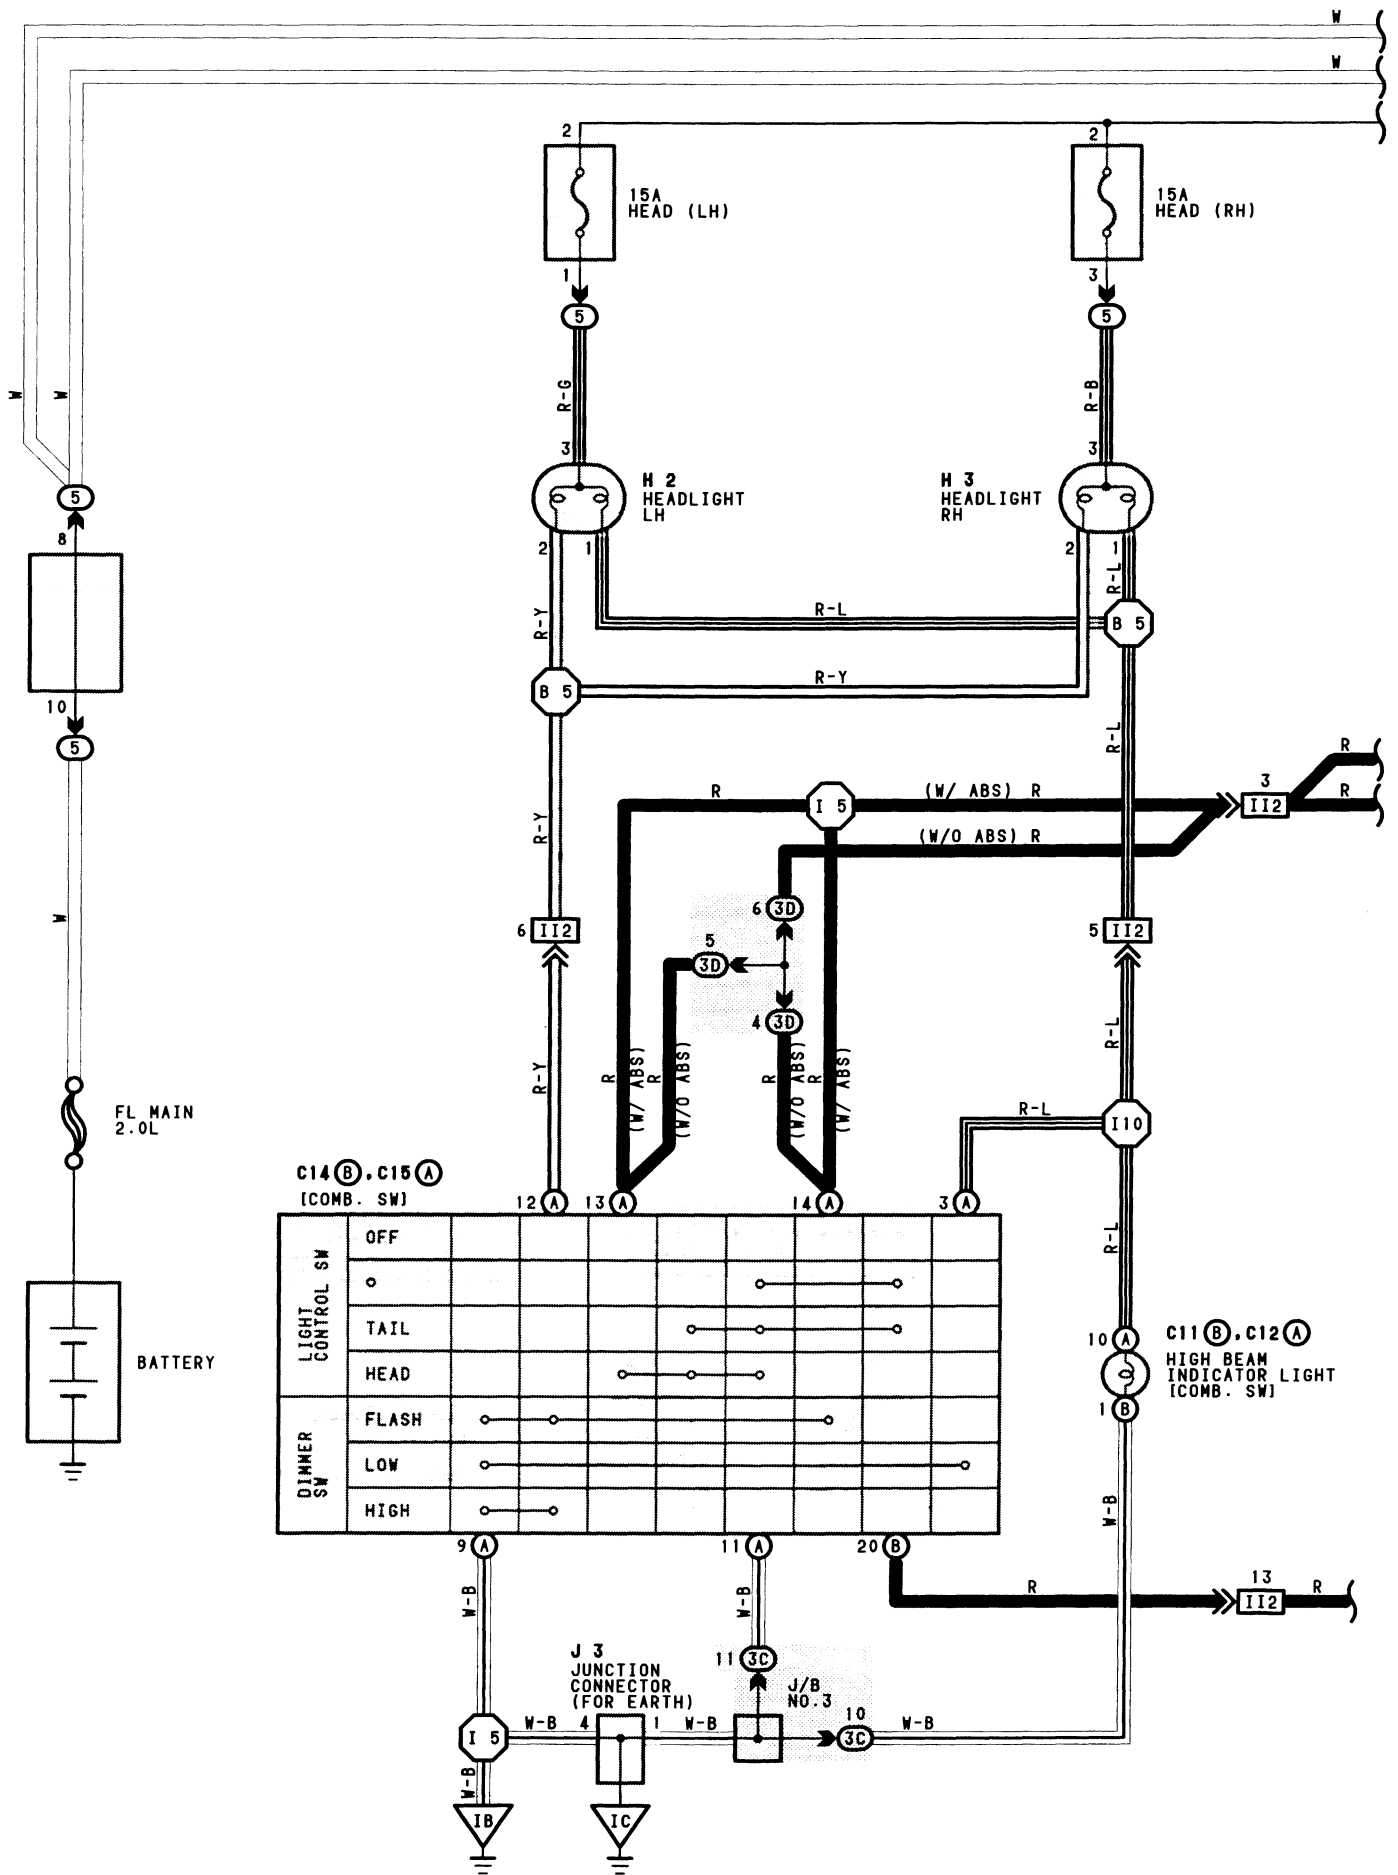 W
W
2
2
15A
HEAD (LH)
15A
HEAD (RH)
1
3
5
5
W
W
R-G
R-B
3
3
H 2
HEADLIGHT
LH
H 3
HEADLIGHT
RH
5
8
2
1
2
1
R-L
R-Y
R-L
B 5
R-Y
B 5
10
5
R-L
R
3
R
I 5
(W/ ABS) R
II2
R
R-Y
(W/O ABS) R
W
6 3D
6 II2
5
3D
5 II2
4 3D
R-L
R-Y
R
(W/ ABS)
R
(W/O ABS)
R
(W/O ABS)
R
(W/ ABS)
R-L
I10
FL MAIN
2.0L
C14 B, C15 A
[COMB. SW]
12 A
13 A
14 A
3 A
R-L
LIGHT
CONTROL SW
OFF
TAIL
HEAD
DIMMER
SW
FLASH
LOW
HIGH
BATTERY
10 A
C11 B, C12 A
HIGH BEAM
INDICATOR LIGHT
[COMB. SW]
1 B
W-B
9 A
11 A
20 B
W-B
W-B
R
13
II2
R
J 3
JUNCTION
CONNECTOR
(FOR EARTH)
11 3C
J/B
NO.3
I 5
W-B
4
1
W-B
10
3C
W-B
W-B
IB
IC